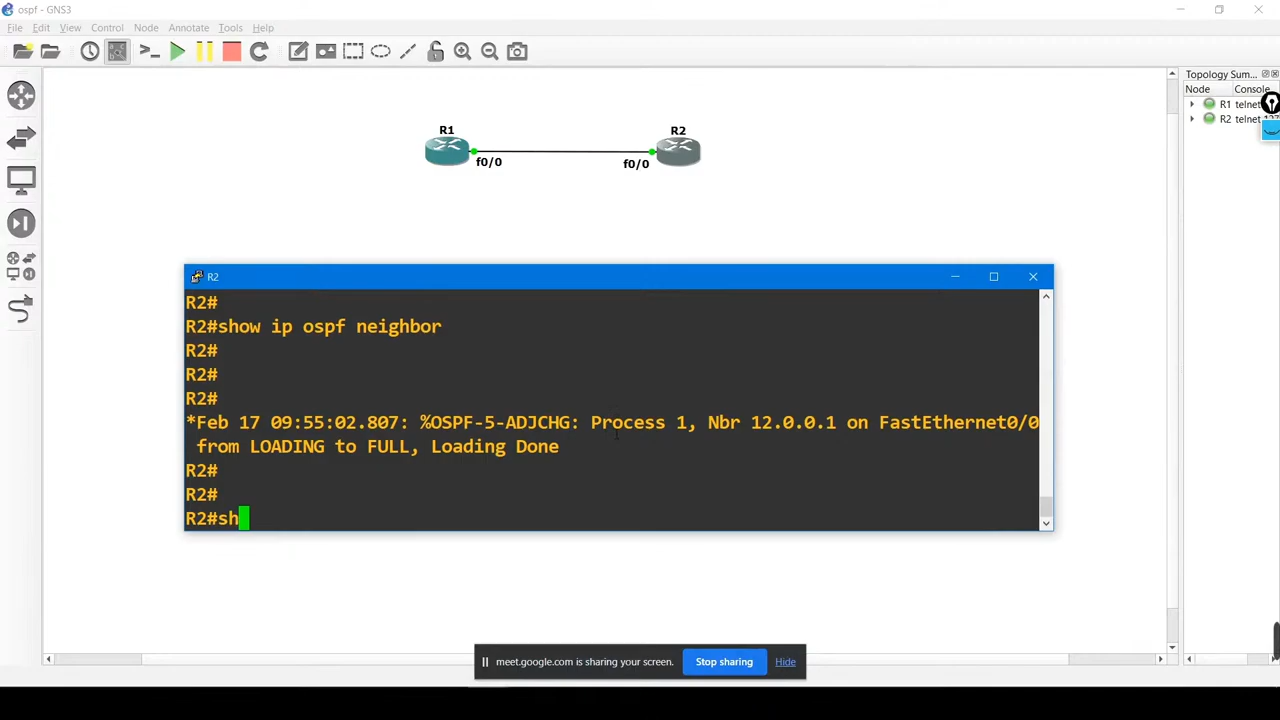 ospf - GNS3
File Edit View Control Node Annotate Tools Help
Topology Sum...
Node Console
R1 telnet
R2 telnet
R1
R2
f0/0
f0/0
R2
R2#
R2#show ip ospf neighbor
R2#
R2#
R2#
*Feb 17 09:55:02.807: %OSPF-5-ADJCHG: Process 1, Nbr 12.0.0.1 on FastEthernet0/0
from LOADING to FULL, Loading Done
R2#
R2#
R2#sh
meet.google.com is sharing your screen. Stop sharing Hide